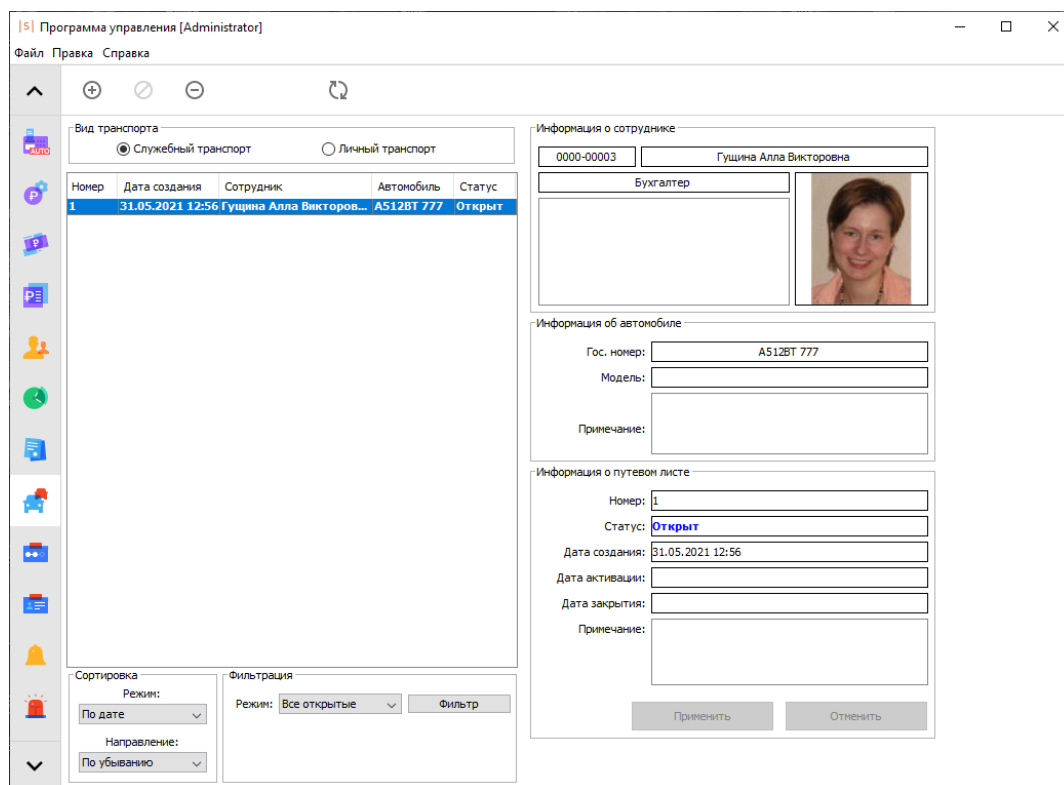 |S| Программа управления [Administrator]
Файл Правка Справка
AUTO
Вид транспорта
Служебный транспорт Личный транспорт
Номер Дата создания Сотрудник Автомобиль Статус
1 31.05.2021 12:56 Гущина Алла Викторов... А512ВТ 777 Открыт
Сортировка
Режим:
По дате
Направление:
По убыванию
Фильтрация
Режим: Все открытые Фильтр
Информация о сотруднике
0000-00003 Гущина Алла Викторовна
Бухгалтер
Информация об автомобиле
Гос. номер: А512ВТ 777
Модель:
Примечание:
Информация о путевом листе
Номер: 1
Статус: Открыт
Дата создания: 31.05.2021 12:56
Дата активации:
Дата закрытия:
Примечание:
Применить Отменить